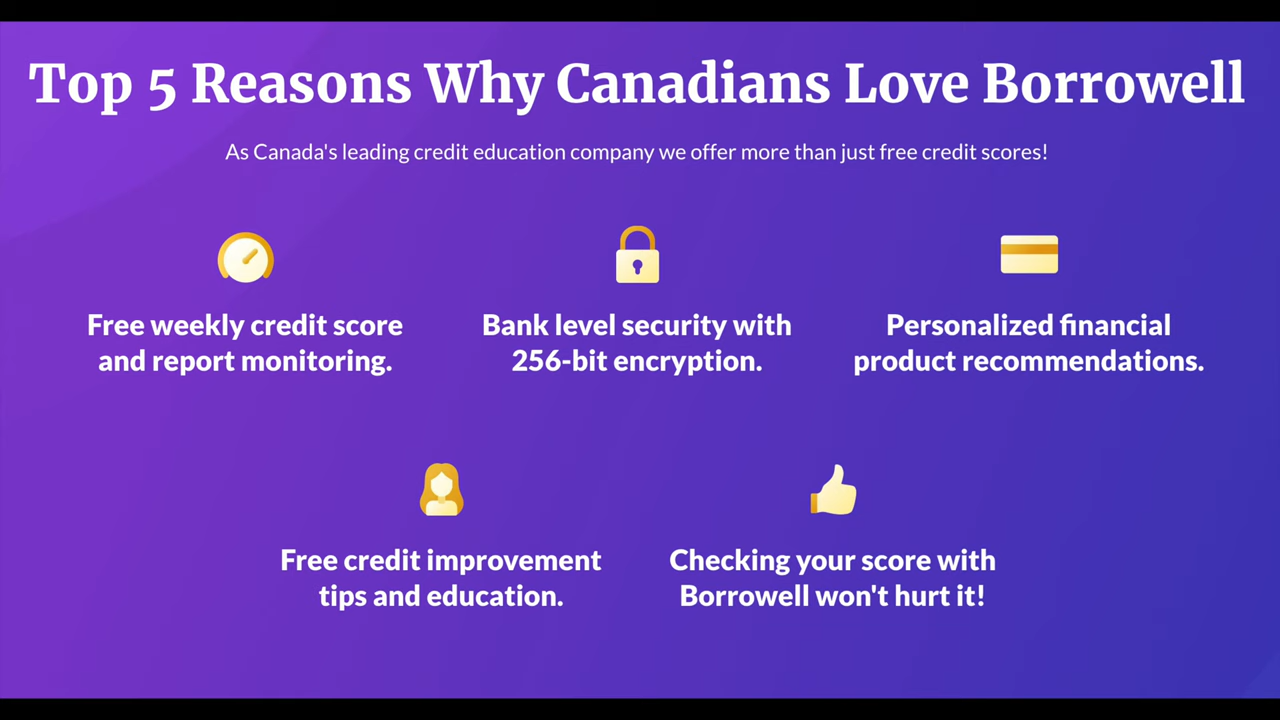 Top 5 Reasons Why Canadians Love Borrowell
As Canada's leading credit education company we offer more than just free credit scores!
Free weekly credit score
and report monitoring.
Bank level security with
256-bit encryption.
Personalized financial
product recommendations.
Free credit improvement
tips and education.
Checking your score with
Borrowell won't hurt it!